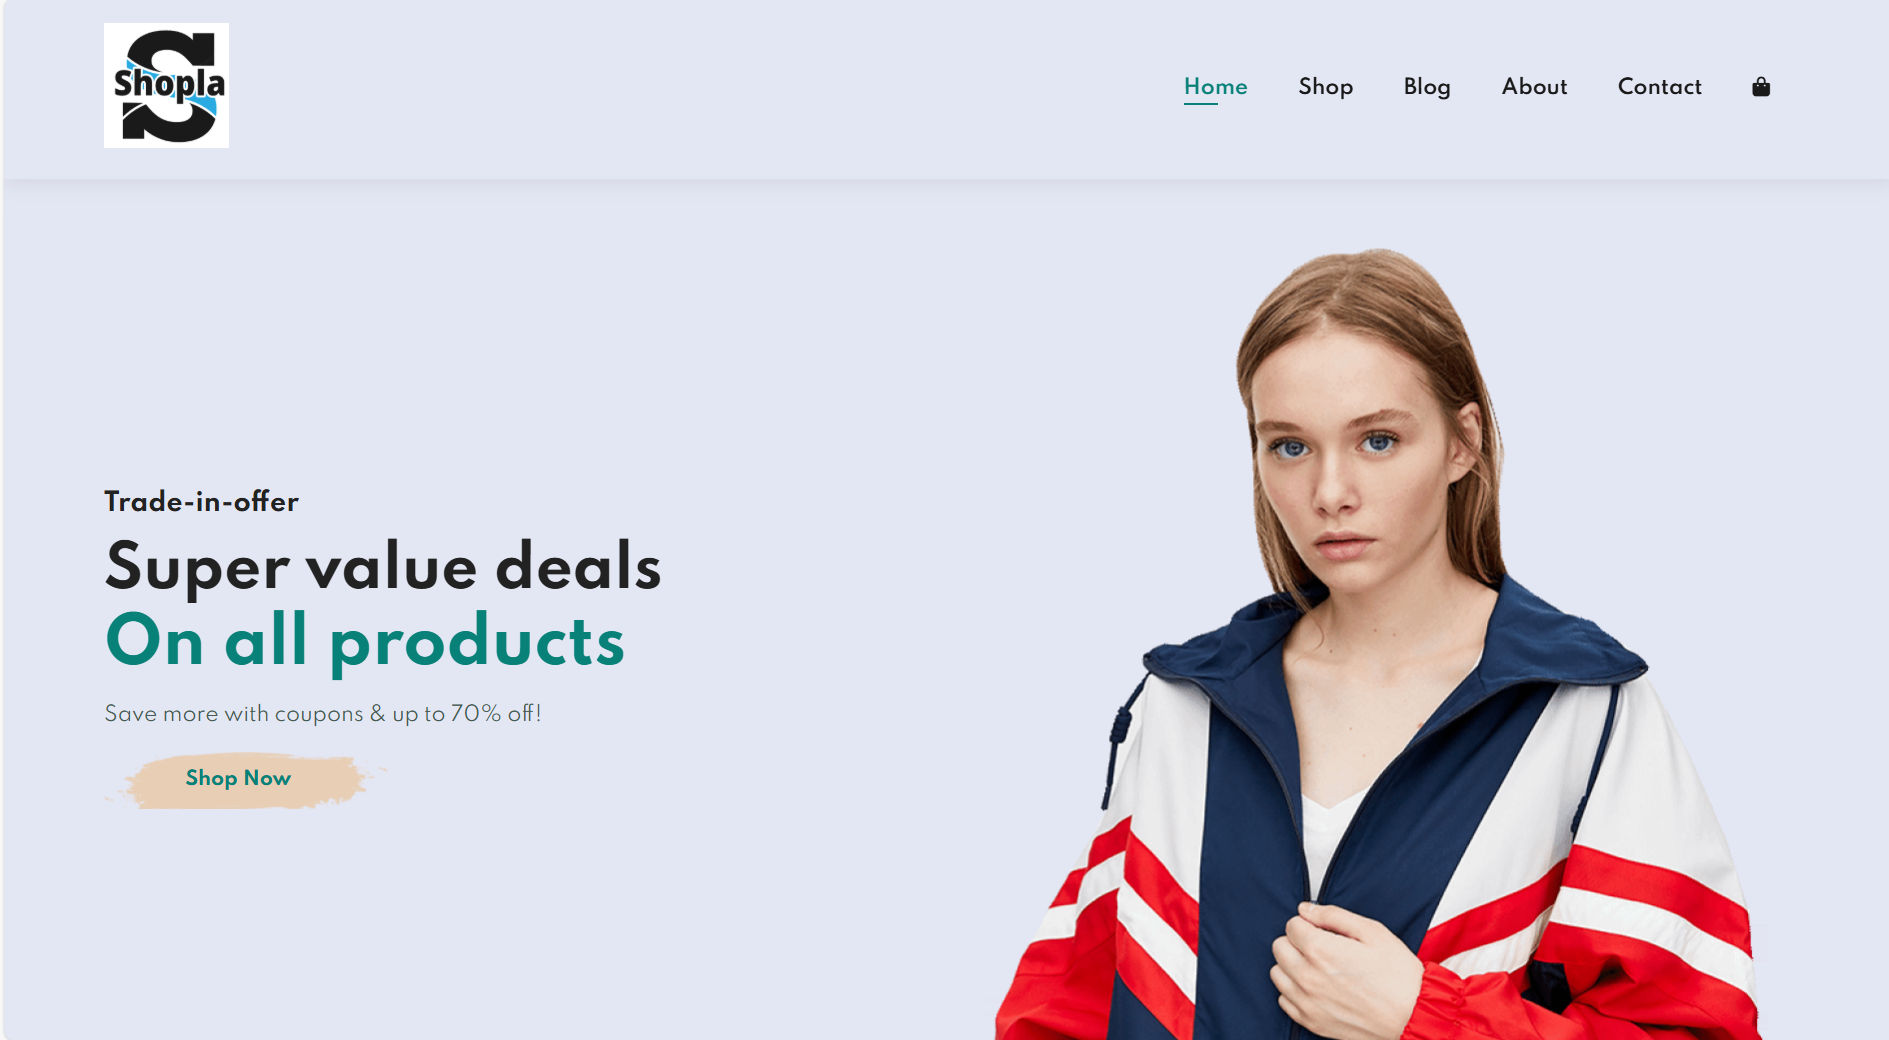 Shopla
Home Shop Blog About Contact
Trade-in-offer
Super value deals
On all products
Save more with coupons & up to 70% off!
Shop Now